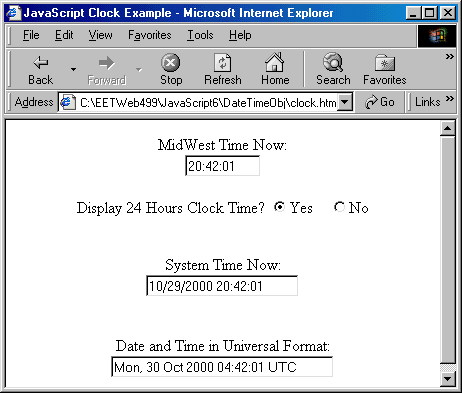 JavaScript Clock Example - Microsoft Internet Explorer
File Edit View Favorites Tools Help
Back Forward Stop Refresh Home Search Favorites »
Address C:\EETWeb499\JavaScript6\DateTimeObj\clock.htm Go Links »
MidWest Time Now:
20:42:01
Display 24 Hours Clock Time? Yes No
System Time Now:
10/29/2000 20:42:01
Date and Time in Universal Format:
Mon, 30 Oct 2000 04:42:01 UTC